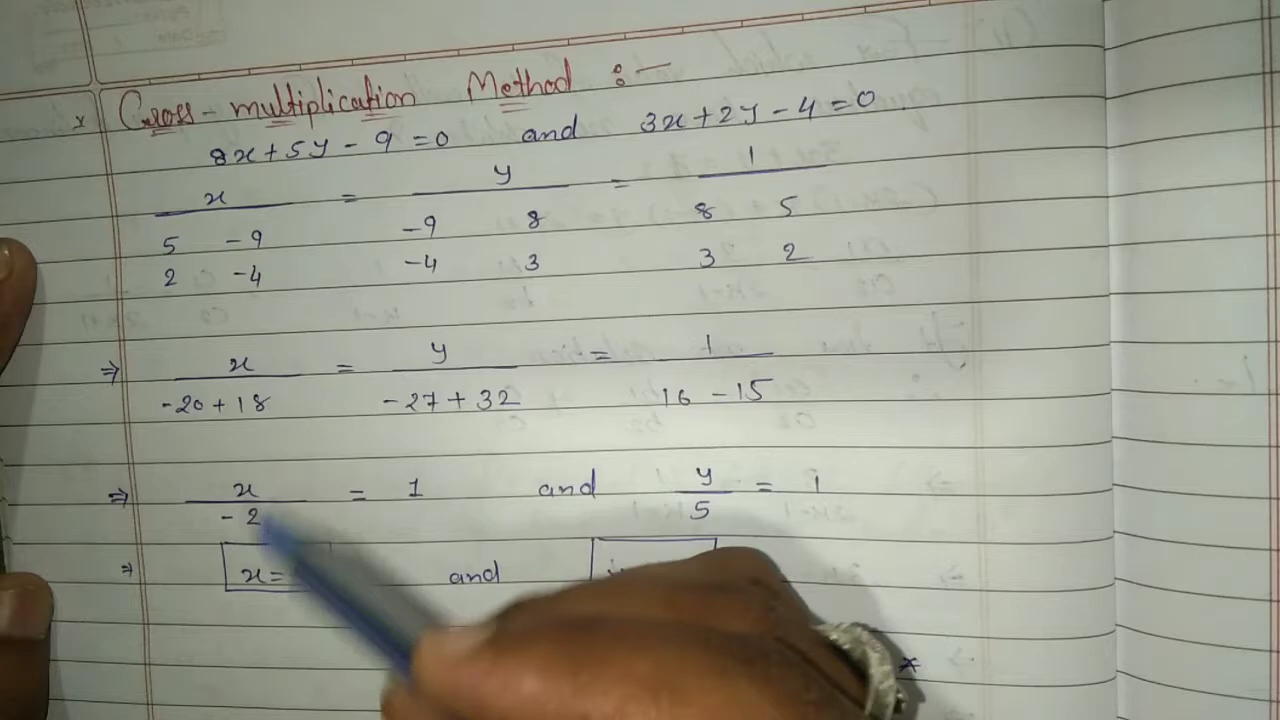 Cross-multiplication Method :-
8x+5y-9=0 and 3x+2y-4=0
x = y = 1
5 -9 -9 8 8 5
2 -4 -4 3 3 2
⇒ x = y = 1
-20+18 -27+32 16-15
⇒ x = 1 and y = 1
-2 5
⇒ x= and